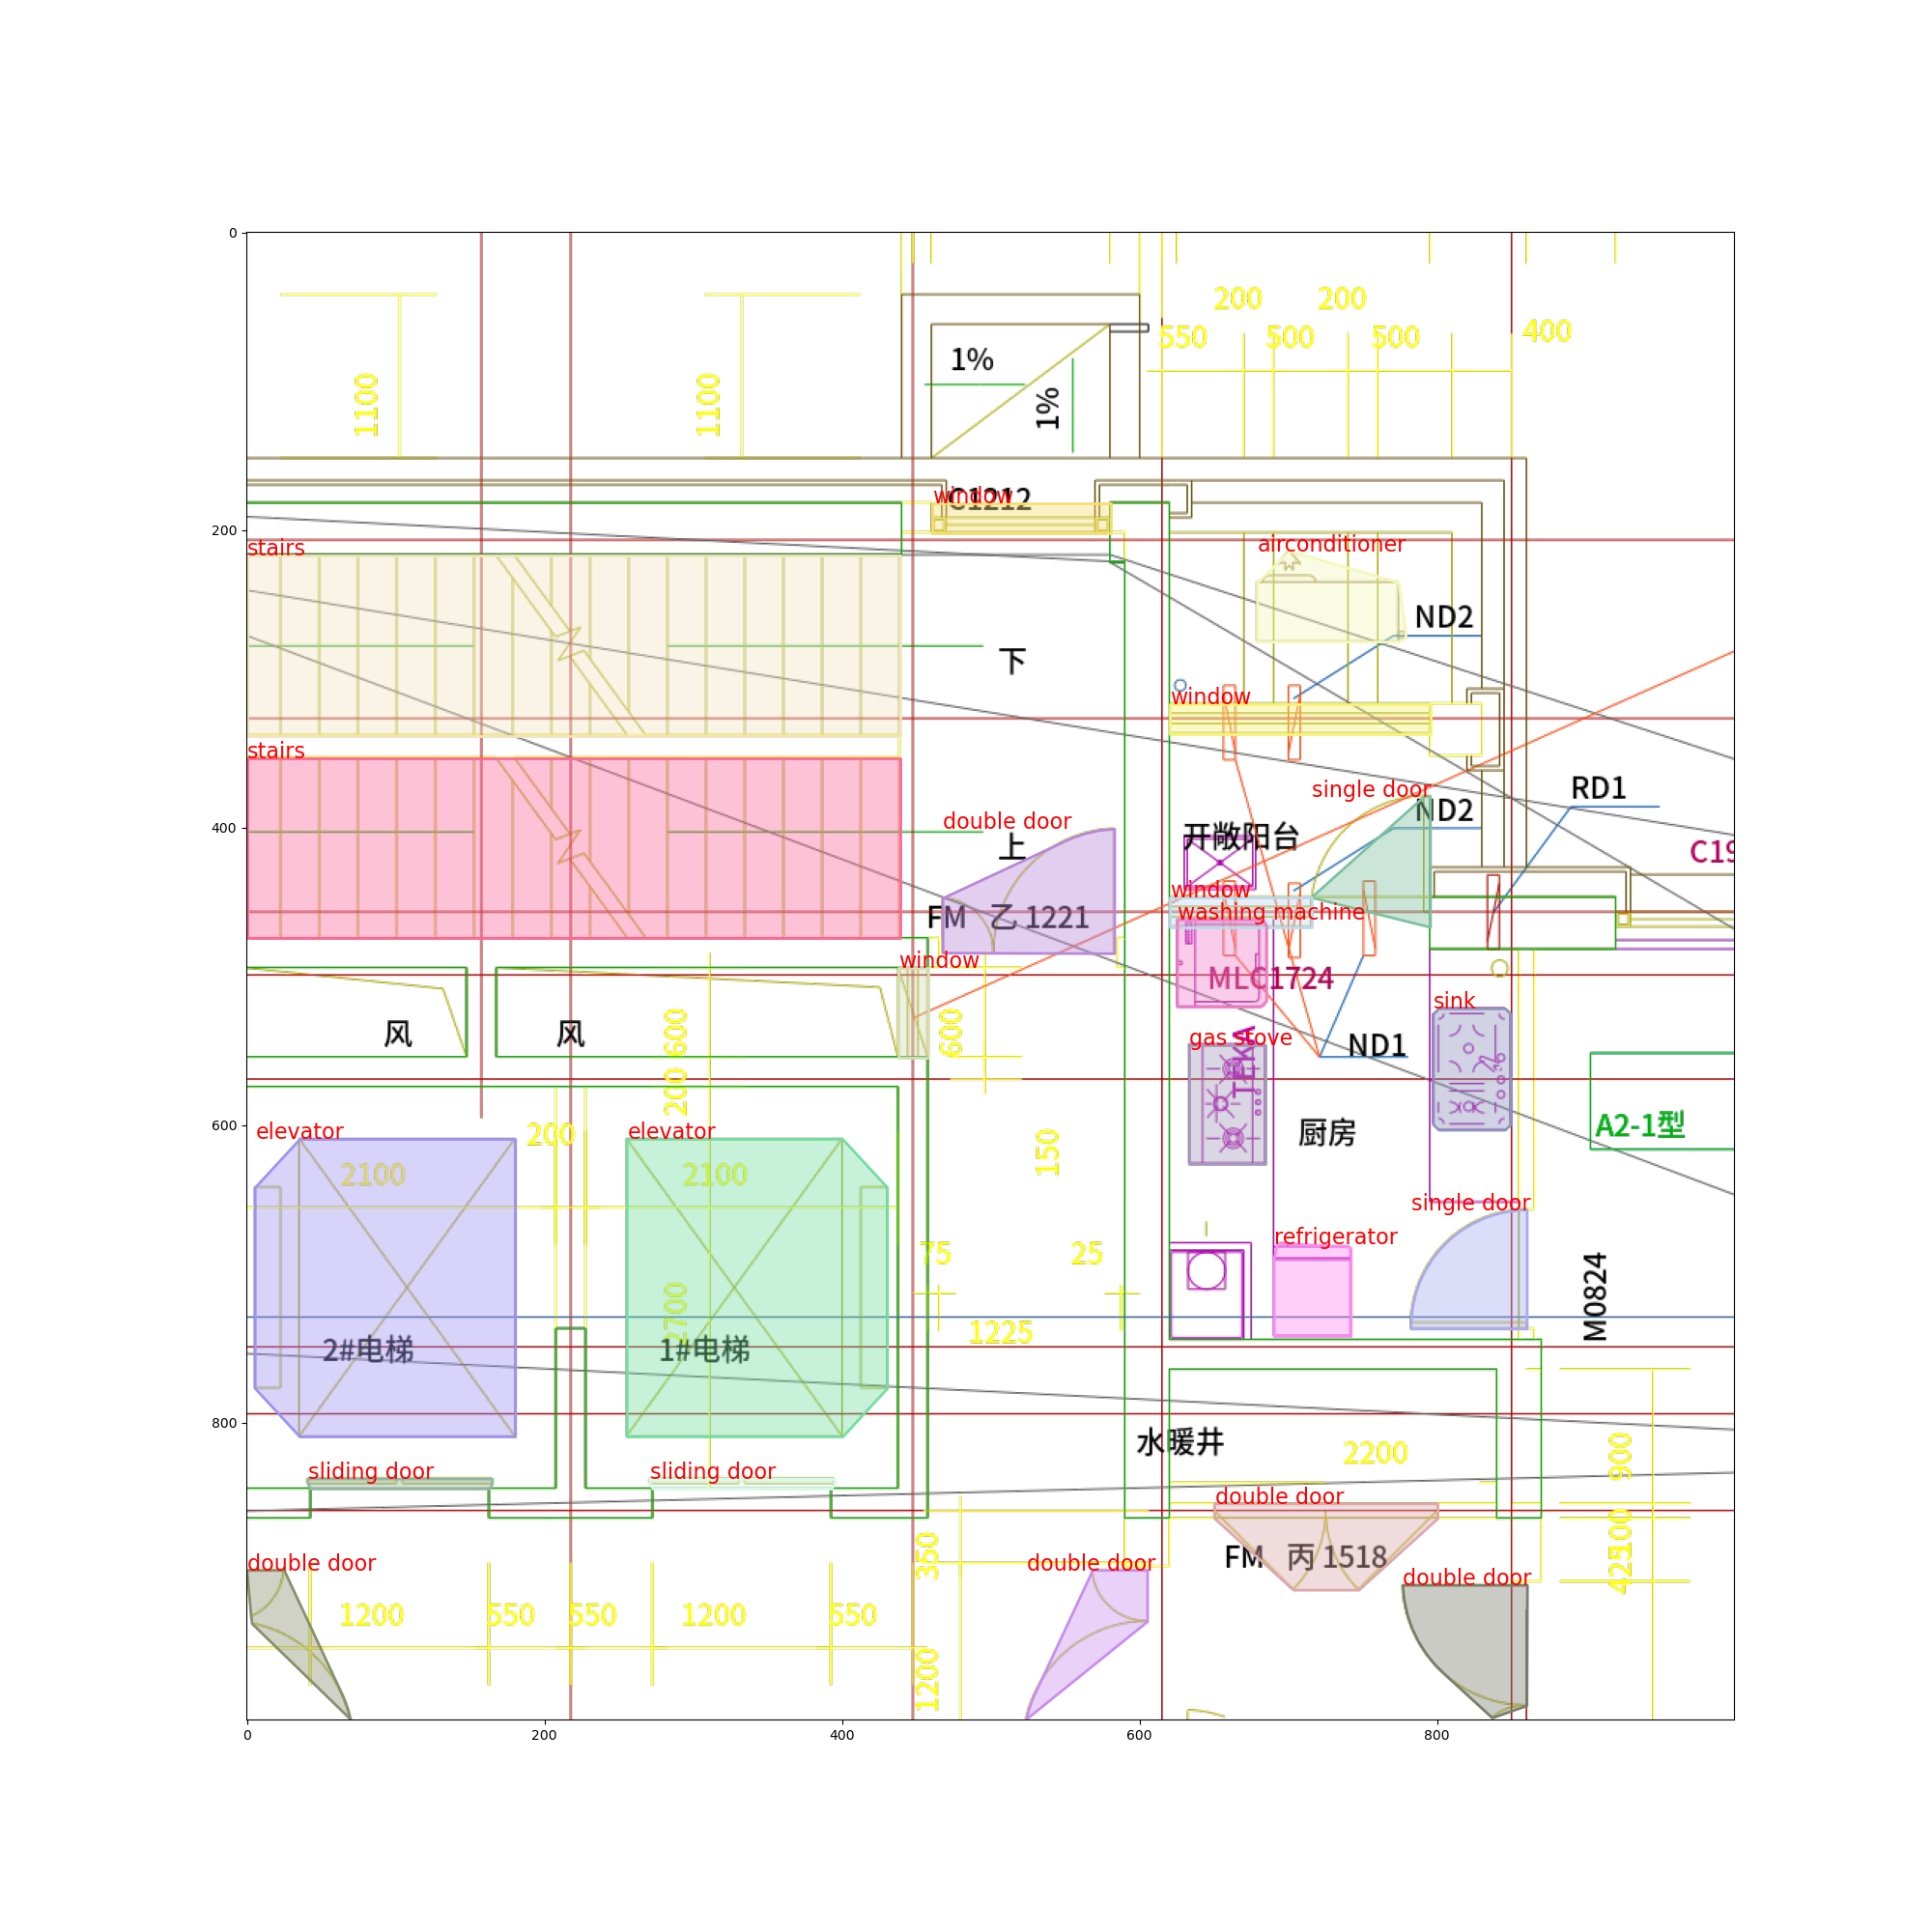 0
200
200
550
500
500
400
1100
1100
1%
1%
C1212
window
200
stairs
airconditioner
ND2
下
window
stairs
RD1
single door
ND2
400
double door
开敞阳台
上
C19
window
FM 乙 1221
washing machine
window
MLC1724
sink
风
风
600
600
gas stove
TEKA
ND1
200
A2-1型
600
elevator
200
elevator
厨房
150
2100
2100
single door
75
25
refrigerator
M0824
2700
1225
2#电梯
1#电梯
800
水暖井
2200
900
sliding door
sliding door
double door
100
350
FM 丙 1518
double door
double door
double door
425
1200
550
550
1200
550
1200
0
200
400
600
800